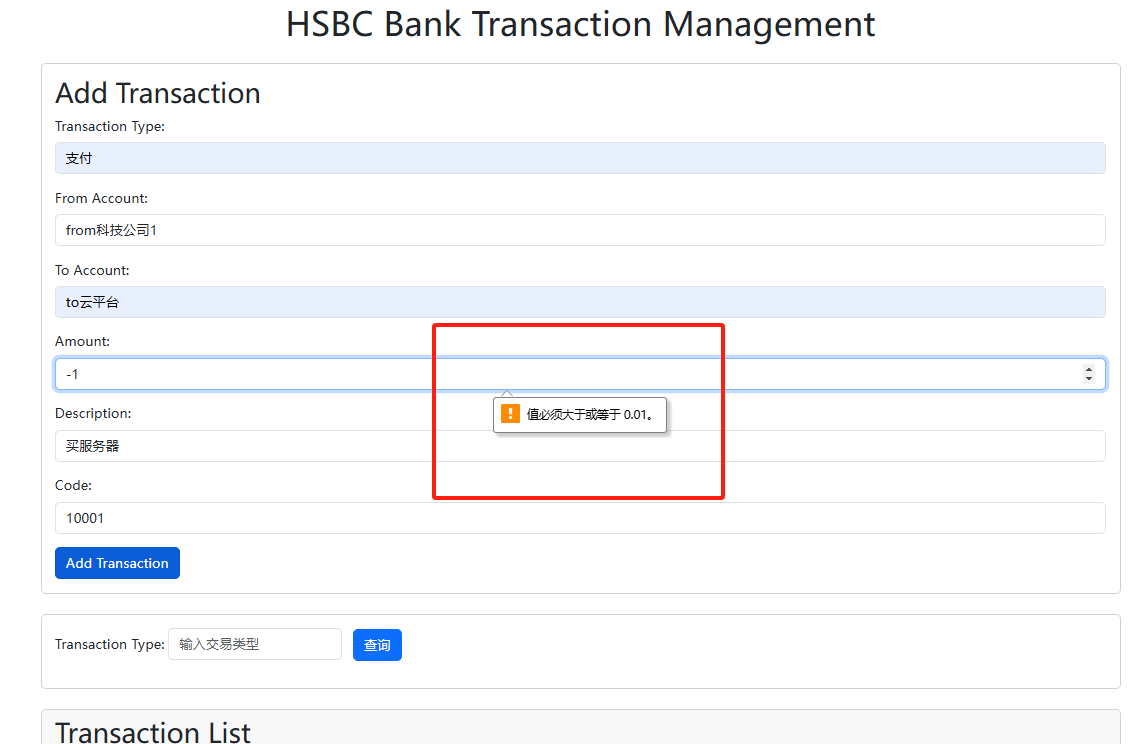 HSBC Bank Transaction Management
Add Transaction
Transaction Type:
支付
From Account:
from科技公司1
To Account:
to云平台
Amount:
-1
值必须大于或等于 0.01。
Description:
买服务器
Code:
10001
Add Transaction
Transaction Type: 输入交易类型 查询
Transaction List